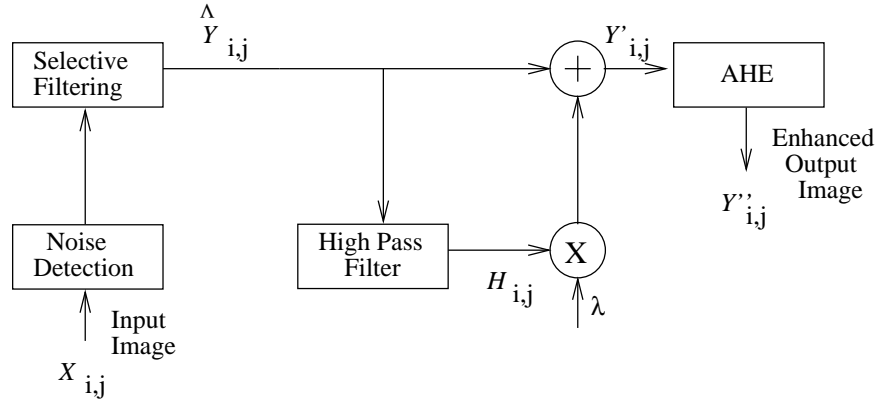 Λ
Y i,j
Y' i,j
Selective
Filtering
+
AHE
Enhanced
Output
Image
Y'' i,j
Noise
Detection
High Pass
Filter
X
H i,j
λ
Input
Image
X i,j